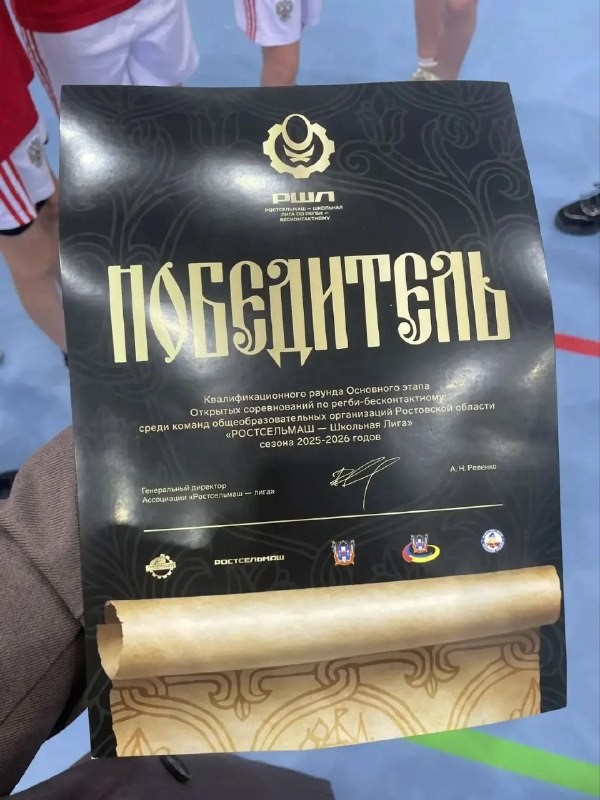 РШЛ
РОСТСЕЛЬМАШ — ШКОЛЬНАЯ
ЛИГА ПО РЕГБИ –
БЕСКОНТАКТНОМУ
ПОБЕДИТЕЛЬ
Квалификационного раунда Основного этапа
Открытых соревнований по регби-бесконтактному
среди команд общеобразовательных организаций Ростовской области
«РОСТСЕЛЬМАШ — Школьная Лига»
сезона 2025-2026 годов
Генеральный директор
Ассоциации «Ростсельмаш — лига»
А. Н. Ревенко
РОСТСЕЛЬМАШ